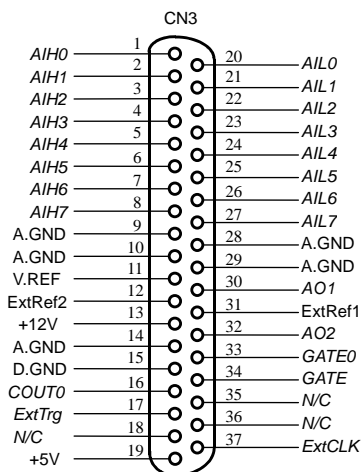 CN3
AIH0 1
20 AIL0
AIH1 2
21 AIL1
AIH2 3
22 AIL2
AIH3 4
23 AIL3
AIH4 5
24 AIL4
AIH5 6
25 AIL5
AIH6 7
26 AIL6
AIH7 8
27 AIL7
A.GND 9
28 A.GND
A.GND 10
29 A.GND
V.REF 11
30 AO1
ExtRef2 12
31 ExtRef1
+12V 13
32 AO2
A.GND 14
33 GATE0
D.GND 15
34 GATE
COUT0 16
35 N/C
ExtTrg 17
36 N/C
N/C 18
37 ExtCLK
+5V 19